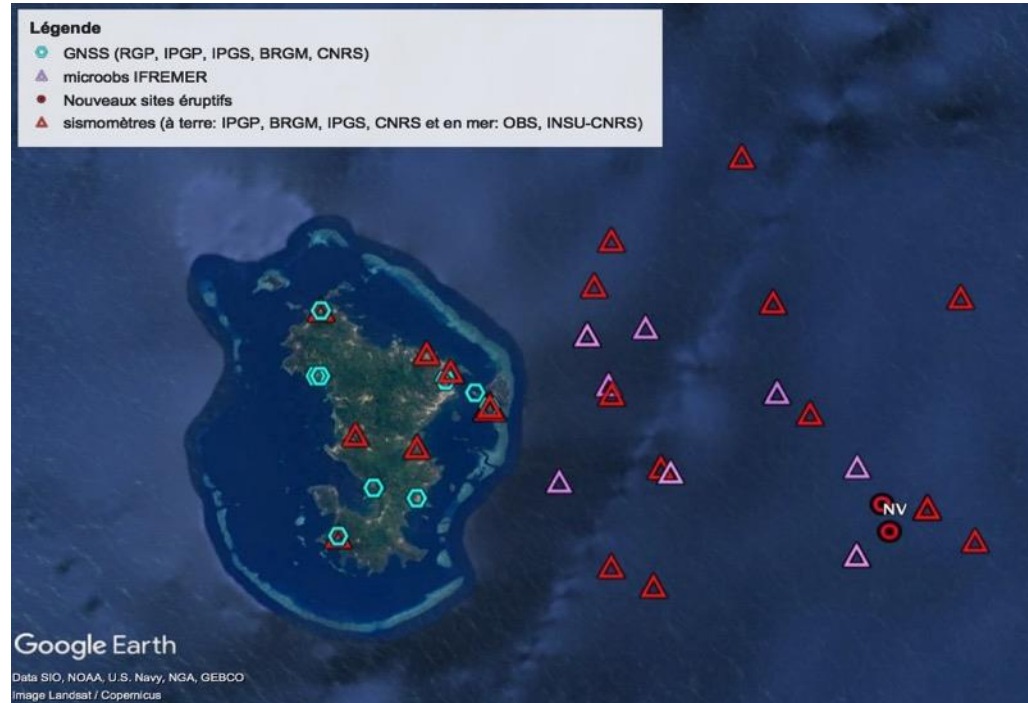 Légende
GNSS (RGP, IPGP, IPGS, BRGM, CNRS)
microobs IFREMER
Nouveaux sites éruptifs
sismomètres (à terre: IPGP, BRGM, IPGS, CNRS et en mer: OBS, INSU-CNRS)
NV
Google Earth
Data SIO, NOAA, U.S. Navy, NGA, GEBCO
Image Landsat / Copernicus